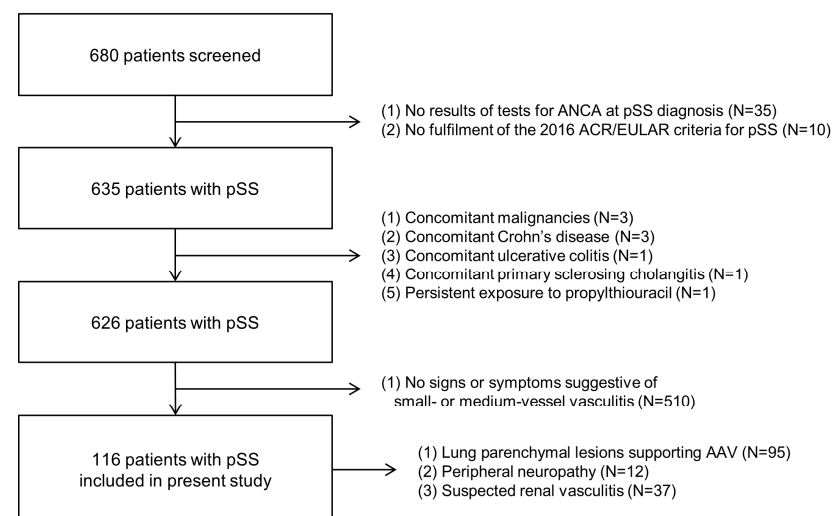 680 patients screened
(1) No results of tests for ANCA at pSS diagnosis (N=35)
(2) No fulfilment of the 2016 ACR/EULAR criteria for pSS (N=10)
635 patients with pSS
(1) Concomitant malignancies (N=3)
(2) Concomitant Crohn's disease (N=3)
(3) Concomitant ulcerative colitis (N=1)
(4) Concomitant primary sclerosing cholangitis (N=1)
(5) Persistent exposure to propylthiouracil (N=1)
626 patients with pSS
(1) No signs or symptoms suggestive of
small- or medium-vessel vasculitis (N=510)
116 patients with pSS
included in present study
(1) Lung parenchymal lesions supporting AAV (N=95)
(2) Peripheral neuropathy (N=12)
(3) Suspected renal vasculitis (N=37)